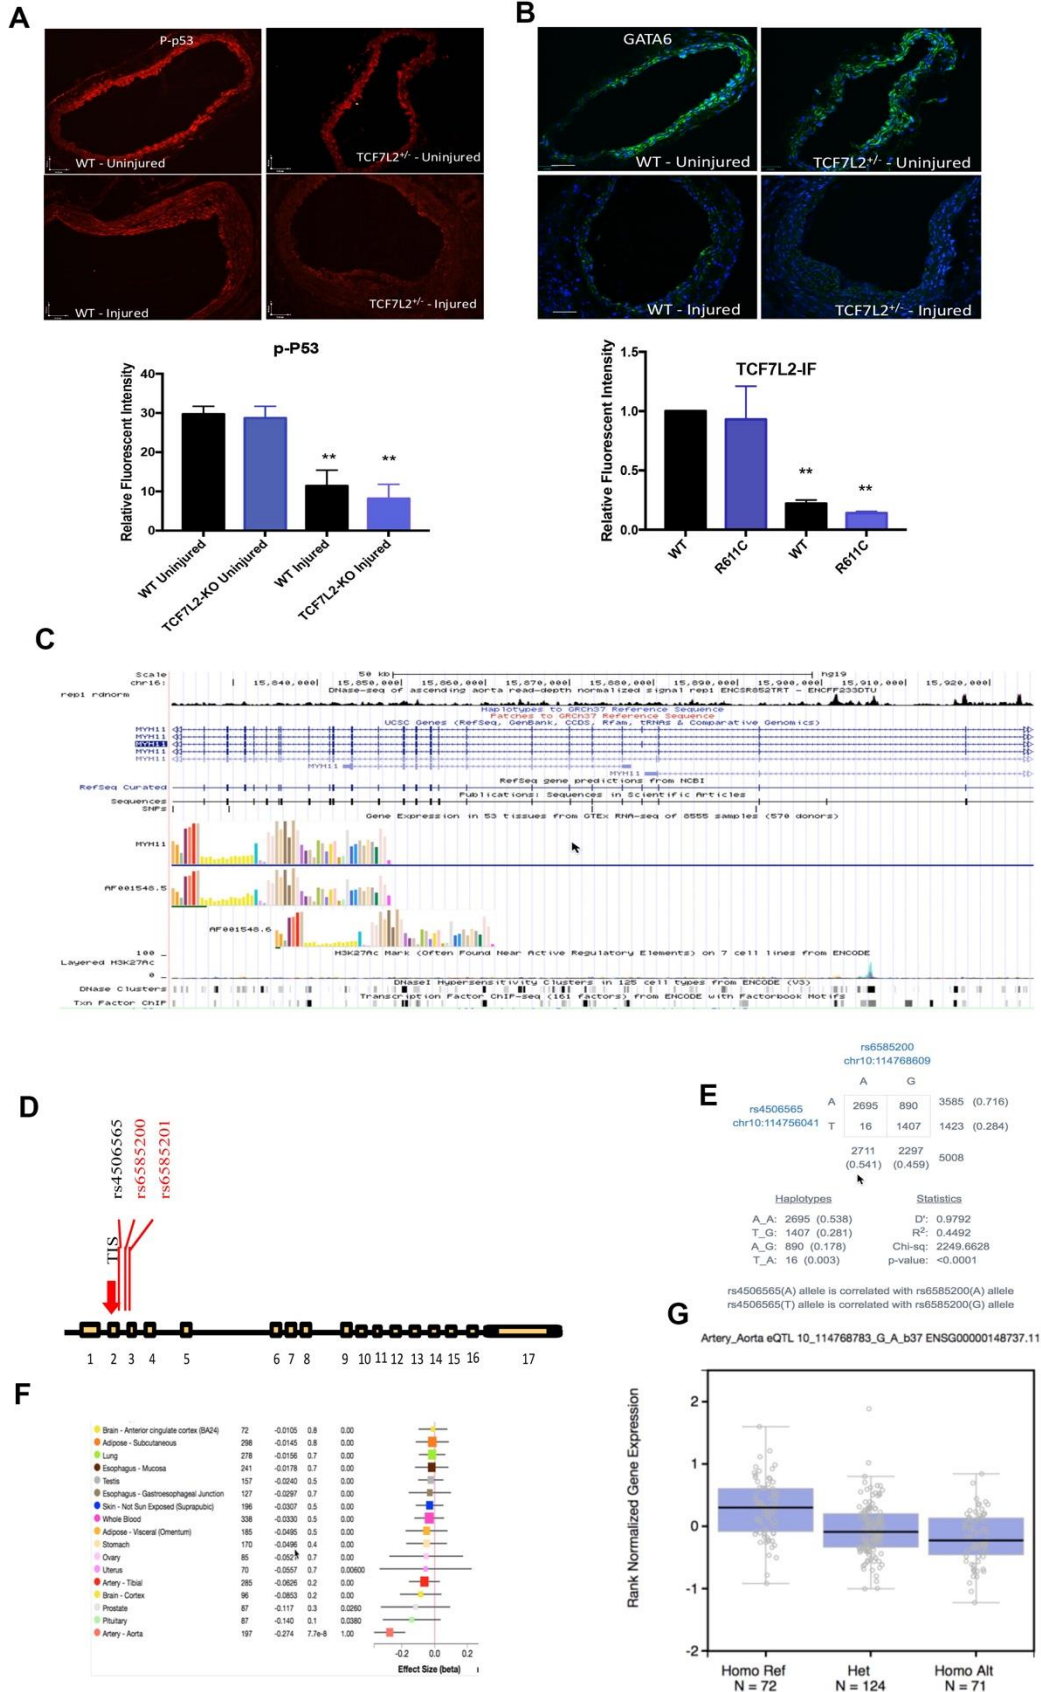 A
P-p53
WT - Uninjured
TCF7L2+/- - Uninjured
WT - Injured
TCF7L2+/- - Injured
p-P53
Relative Fluorescent Intensity
40
30
20
10
0
**
**
WT Uninjured
TCF7L2-KO Uninjured
WT Injured
TCF7L2-KO Injured
B
GATA6
WT - Uninjured
TCF7L2+/- - Uninjured
WT - Injured
TCF7L2+/- - Injured
TCF7L2-IF
Relative Fluorescent Intensity
1.5
1.0
0.5
0.0
**
**
WT
R611C
WT
R611C
C
Scale
50 kb
hg19
chr16:
15,840,000
15,850,000
15,860,000
15,870,000
15,880,000
15,890,000
15,900,000
15,910,000
15,920,000
DNase-seq of ascending aorta read-depth normalized signal rep1 ENCSR052TRT - ENCFF233DTU
rep1 rdnorm
Haplotypes to GRCh37 Reference Sequence
Patches to GRCh37 Reference Sequence
UCSC Genes (RefSeq, GenBank, CCDS, Rfam, tRNAs & Comparative Genomics)
MYH11
MYH11
MYH11
MYH11
MYH11
MYH11
MYH11
RefSeq gene predictions from NCBI
RefSeq Curated
Publications: Sequences in Scientific Articles
Sequences
SNPs
Gene Expression in 53 tissues from GTEx RNA-seq of 8555 samples (570 donors)
MYH11
AF001548.5
AF001548.6
H3K27Ac Mark (Often Found Near Active Regulatory Elements) on 7 cell lines from ENCODE
100
Layered H3K27Ac
0
DNaseI Hypersensitivity Clusters in 125 cell types from ENCODE (V3)
DNase Clusters
Transcription Factor ChIP-seq (161 factors) from ENCODE with Factorbook Motifs
Txn Factor ChIP
D
rs4506565
rs6585200
rs6585201
TIS
1 2 3 4 5 6 7 8 9 10 11 12 13 14 15 16 17
E
rs6585200
chr10:114768609
A G
rs4506565
chr10:114756041
A 2695 890 3585 (0.716)
T 16 1407 1423 (0.284)
2711 2297 5008
(0.541) (0.459)
Haplotypes
A_A: 2695 (0.538)
T_G: 1407 (0.281)
A_G: 890 (0.178)
T_A: 16 (0.003)
Statistics
D': 0.9792
R2: 0.4492
Chi-sq: 2249.6628
p-value: <0.0001
rs4506565(A) allele is correlated with rs6585200(A) allele
rs4506565(T) allele is correlated with rs6585200(G) allele
F
Brain - Anterior cingulate cortex (BA24) 72 -0.0105 0.8 0.00
Adipose - Subcutaneous 298 -0.0145 0.8 0.00
Lung 278 -0.0156 0.7 0.00
Esophagus - Mucosa 241 -0.0178 0.7 0.00
Testis 157 -0.0240 0.5 0.00
Esophagus - Gastroesophageal Junction 127 -0.0297 0.7 0.00
Skin - Not Sun Exposed (Suprapubic) 196 -0.0307 0.5 0.00
Whole Blood 338 -0.0330 0.5 0.00
Adipose - Visceral (Omentum) 185 -0.0495 0.5 0.00
Stomach 170 -0.0496 0.4 0.00
Ovary 85 -0.0521 0.7 0.00
Uterus 70 -0.0557 0.7 0.00600
Artery - Tibial 285 -0.0626 0.2 0.00
Brain - Cortex 96 -0.0853 0.2 0.00
Prostate 87 -0.117 0.3 0.0260
Pituitary 87 -0.140 0.1 0.0380
Artery - Aorta 197 -0.274 7.7e-8 1.00
-0.2 0.0 0.2
Effect Size (beta)
G
Artery_Aorta eQTL 10_114768783_G_A_b37 ENSG00000148737.11
Rank Normalized Gene Expression
2
1
0
-1
-2
Homo Ref
N = 72
Het
N = 124
Homo Alt
N = 71